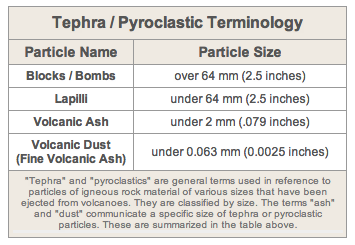 Tephra / Pyroclastic Terminology
Particle Name Particle Size
Blocks / Bombs over 64 mm (2.5 inches)
Lapilli under 64 mm (2.5 inches)
Volcanic Ash under 2 mm (.079 inches)
Volcanic Dust
(Fine Volcanic Ash) under 0.063 mm (0.0025 inches)
"Tephra" and "pyroclastics" are general terms used in reference to
particles of igneous rock material of various sizes that have been
ejected from volcanoes. They are classified by size. The terms "ash"
and "dust" communicate a specific size of tephra or pyroclastic
particles. These are summarized in the table above.